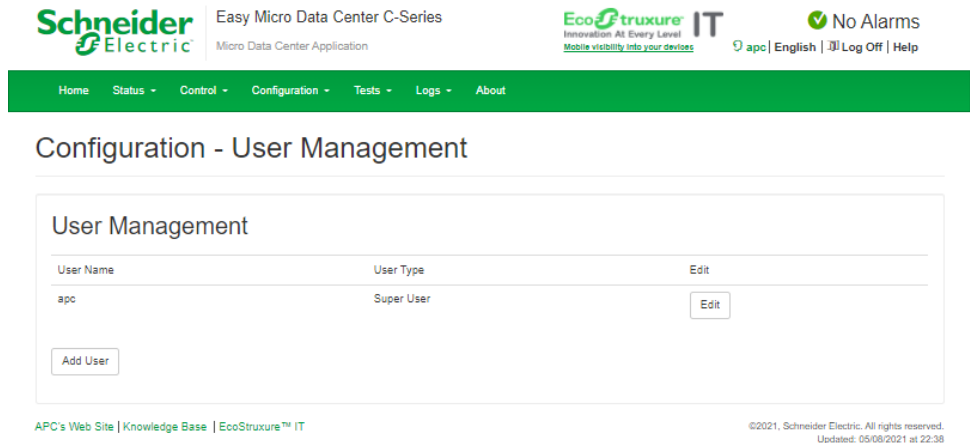 Schneider Electric
Easy Micro Data Center C-Series
Micro Data Center Application
EcoStruxure IT
Innovation At Every Level
Mobile visibility into your devices
No Alarms
apc | English | Log Off | Help
Home Status Control Configuration Tests Logs About
Configuration - User Management
User Management
User Name User Type Edit
apc Super User Edit
Add User
APC's Web Site | Knowledge Base | EcoStruxure™ IT
©2021, Schneider Electric. All rights reserved.
Updated: 05/08/2021 at 22:38